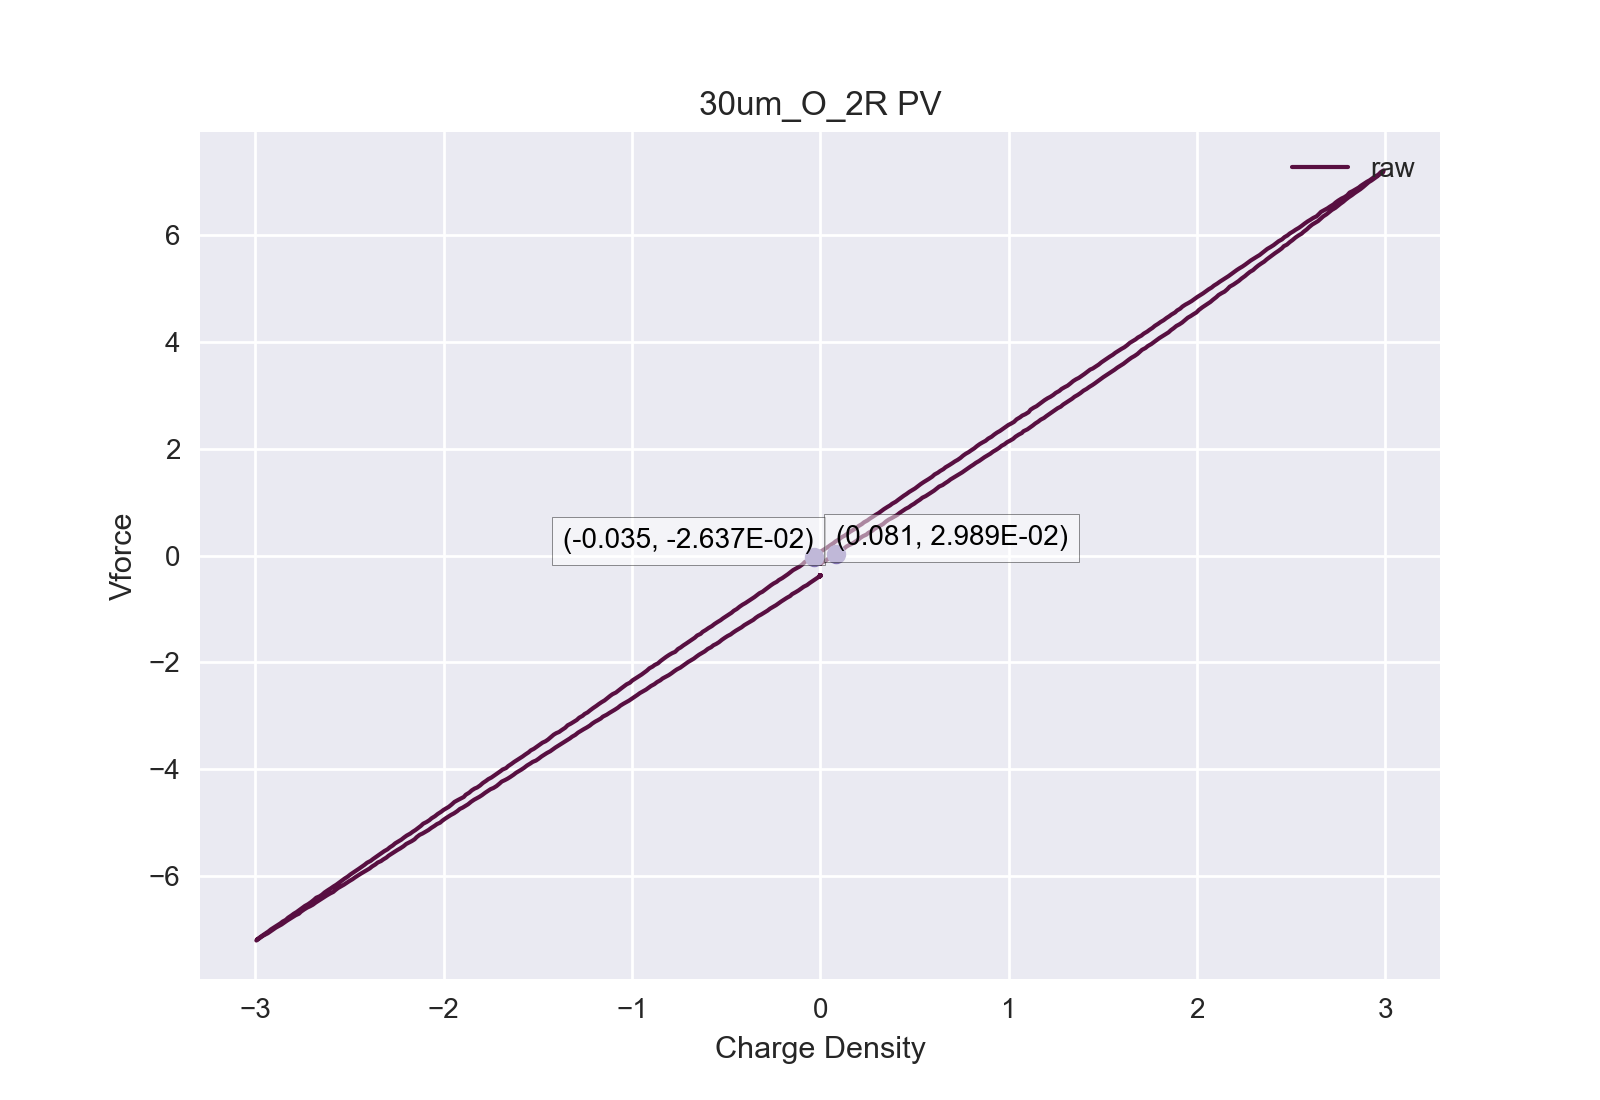 30um_O_2R PV
raw
6
4
2
0
−2
−4
−6
Vforce
(-0.035, -2.637E-02)
(0.081, 2.989E-02)
−3 −2 −1 0 1 2 3
Charge Density